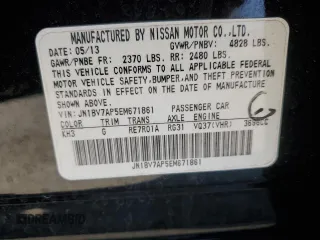 MANUFACTURED BY NISSAN MOTOR CO.,LTD.
DATE: 05/13 GVWR/PNBV: 4828 LBS.
GAWR/PNBE FR: 2370 LBS. RR: 2480 LBS.
THIS VEHICLE CONFORMS TO ALL APPLICABLE
FEDERAL MOTOR VEHICLE SAFETY, BUMPER, AND THEFT
PREVENTION STANDARDS IN EFFECT ON THE DATE OF
MANUFACTURE SHOWN ABOVE.
VIN: JN1BV7AP5EM671861 PASSENGER CAR
COLOR TRIM TRANS AXLE ENGINE
KH3 G RE7R01A RG31 VQ37(VHR) 3696CC
JN1BV7AP5EM671861